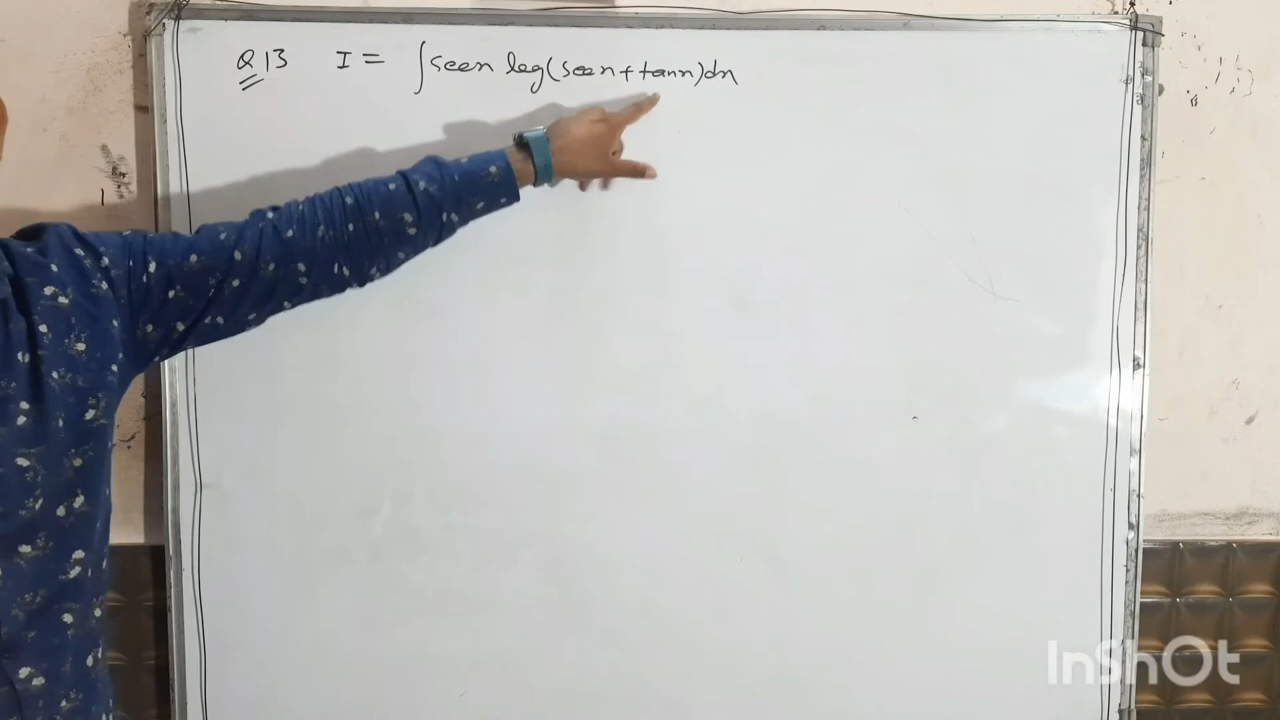 Q13 I = ∫secx log(secx+tanx)dx
InShOt